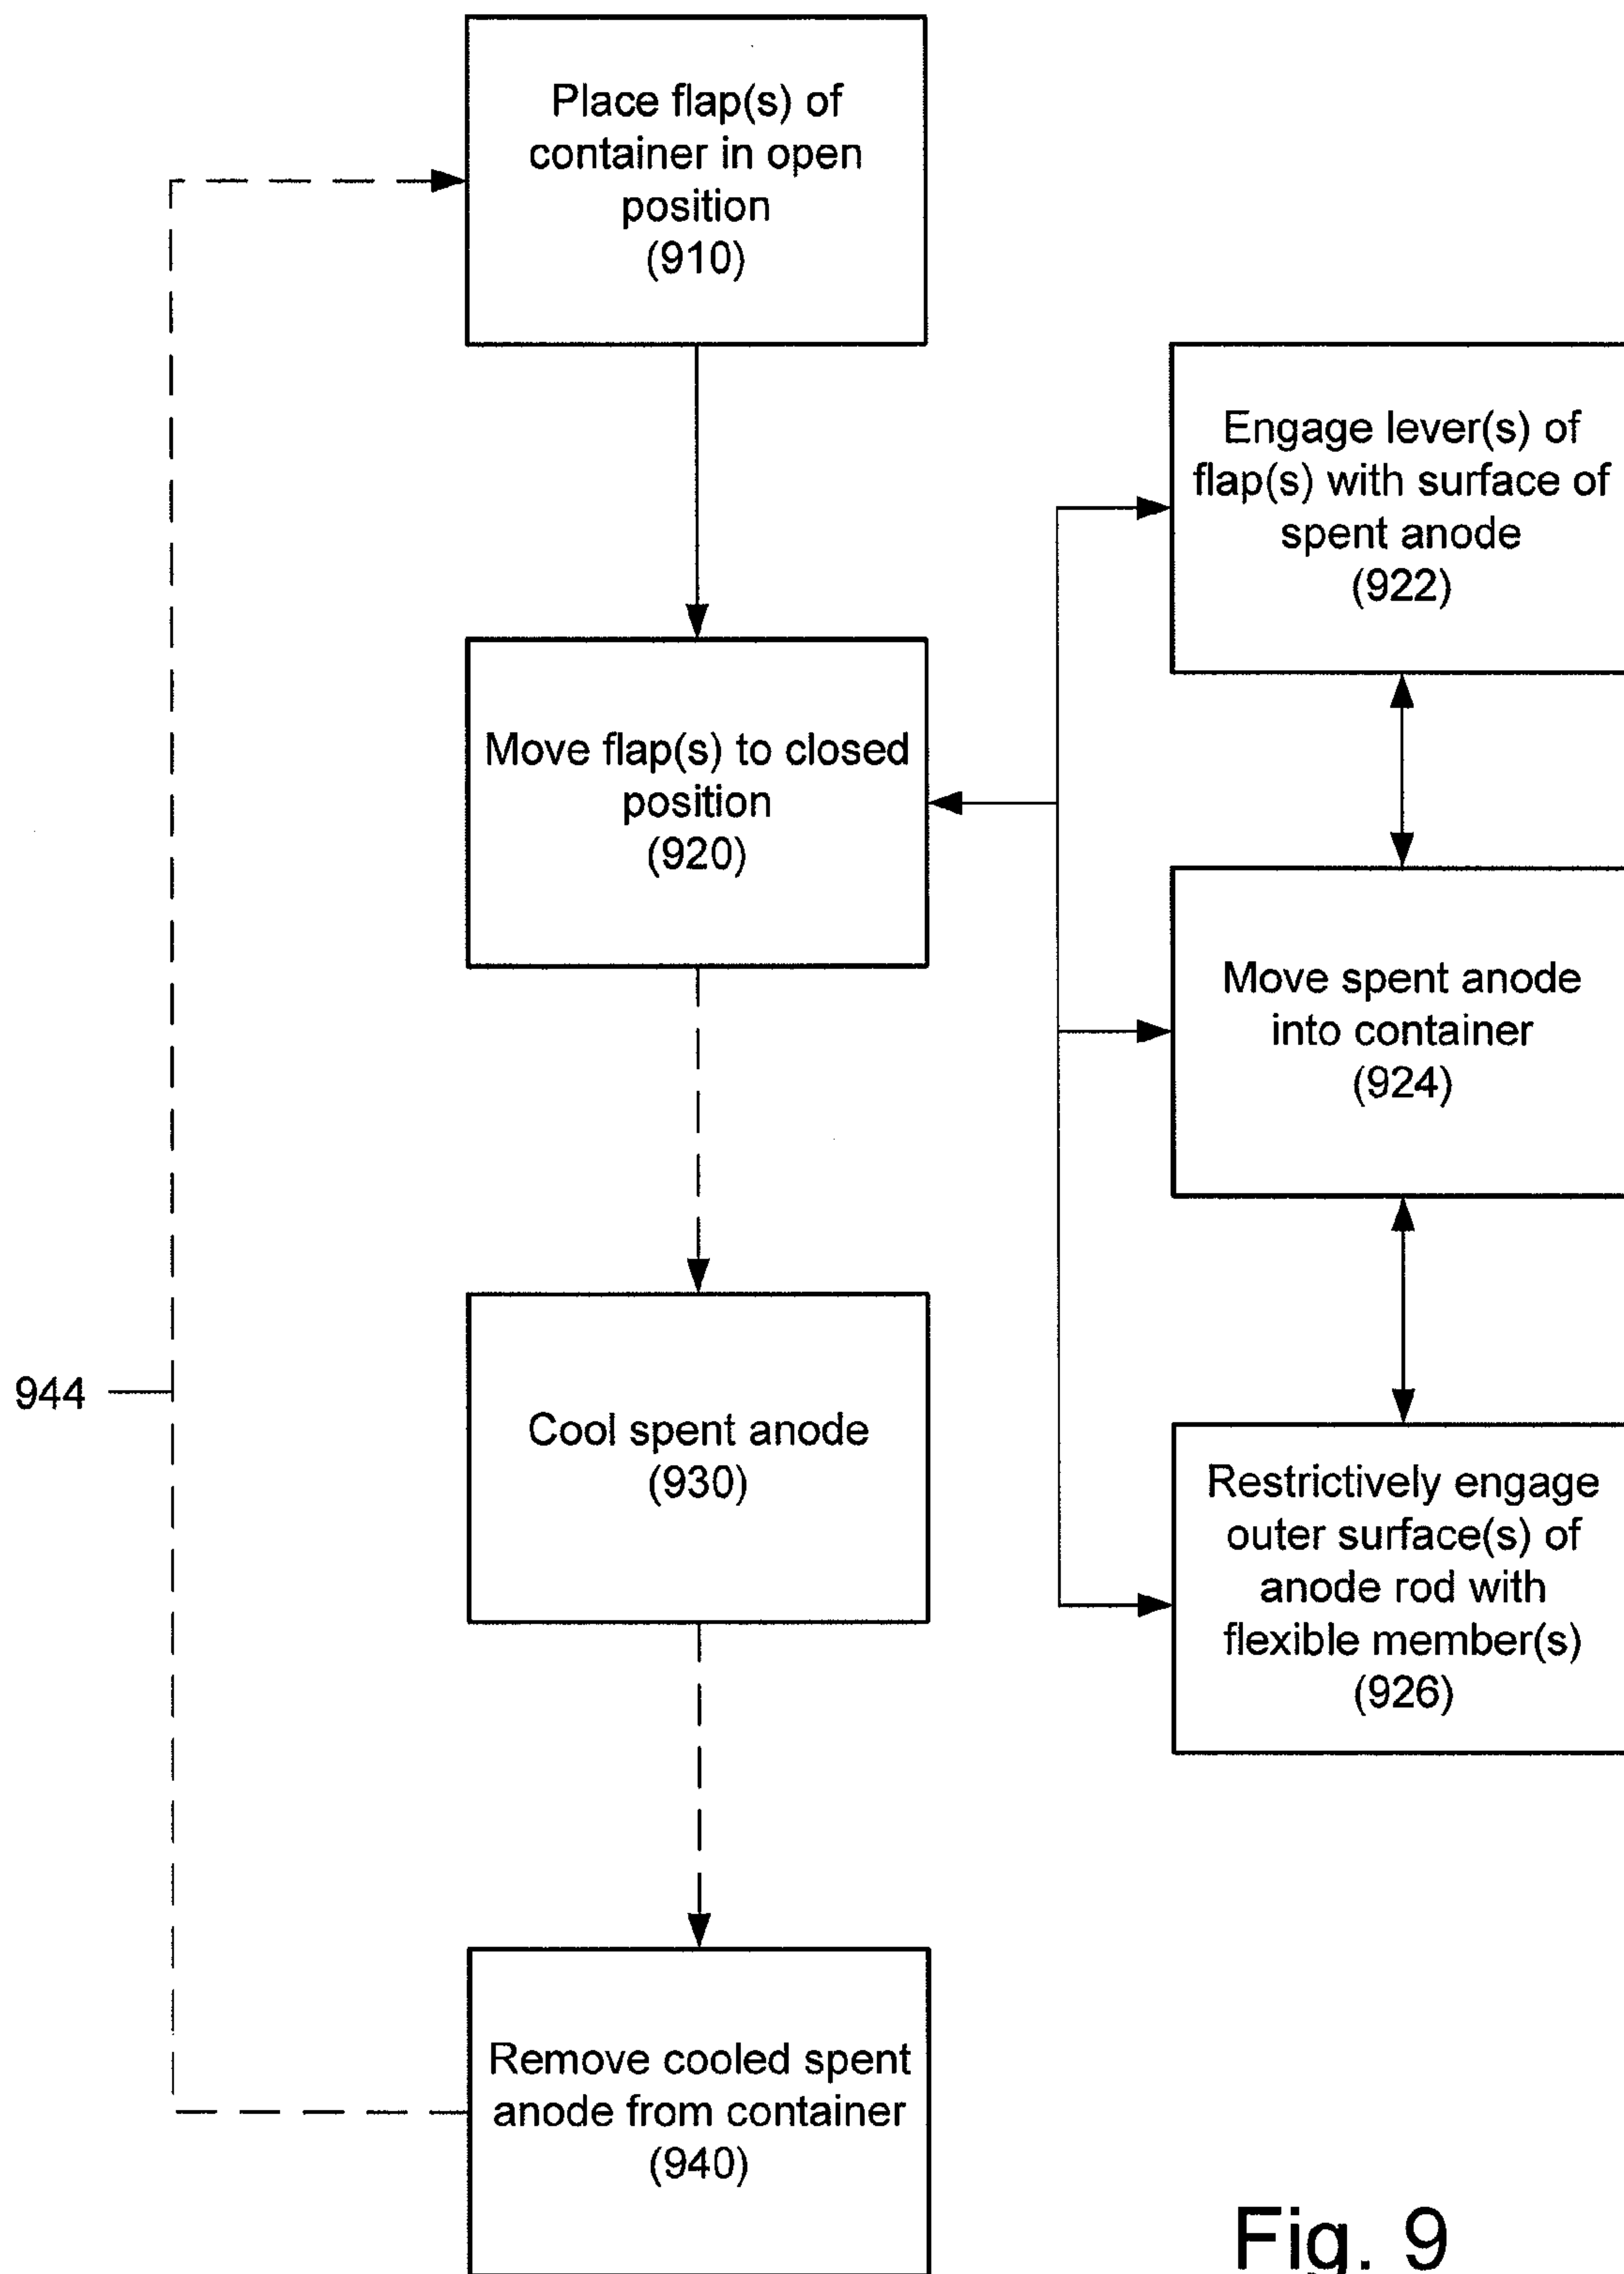 Place flap(s) of
container in open
position
(910)
Engage lever(s) of
flap(s) with surface of
spent anode
(922)
Move flap(s) to closed
position
(920)
Move spent anode
into container
(924)
944
Cool spent anode
(930)
Restrictively engage
outer surface(s) of
anode rod with
flexible member(s)
(926)
Remove cooled spent
anode from container
(940)
Fig. 9